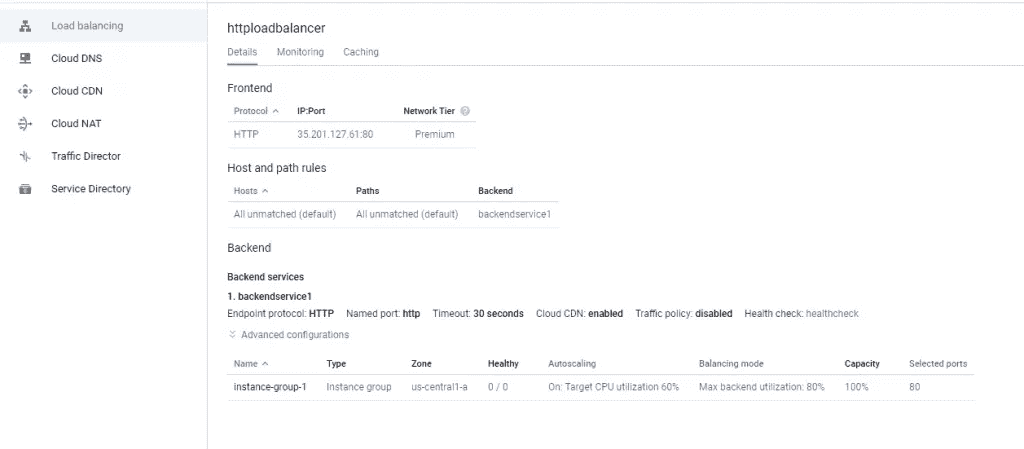 Load balancing
Cloud DNS
Cloud CDN
Cloud NAT
Traffic Director
Service Directory
httploadbalancer
Details Monitoring Caching
Frontend
Protocol IP:Port Network Tier
HTTP 35.201.127.61:80 Premium
Host and path rules
Hosts Paths Backend
All unmatched (default) All unmatched (default) backendservice1
Backend
Backend services
1. backendservice1
Endpoint protocol: HTTP Named port: http Timeout: 30 seconds Cloud CDN: enabled Traffic policy: disabled Health check: healthcheck
Advanced configurations
Name Type Zone Healthy Autoscaling Balancing mode Capacity Selected ports
instance-group-1 Instance group us-central1-a 0 / 0 On: Target CPU utilization 60% Max backend utilization: 80% 100% 80